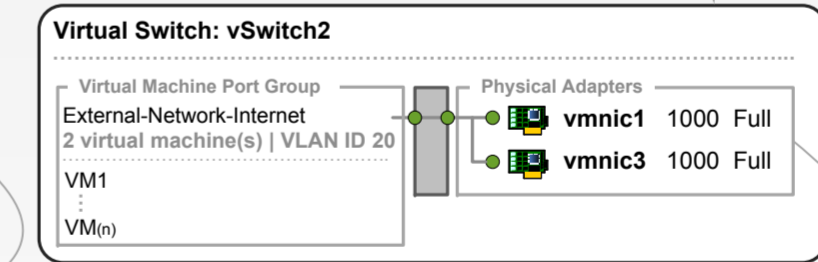 Virtual Switch: vSwitch2
Virtual Machine Port Group
Physical Adapters
External-Network-Internet
2 virtual machine(s) | VLAN ID 20
VM1
VM(n)
vmnic1 1000 Full
vmnic3 1000 Full